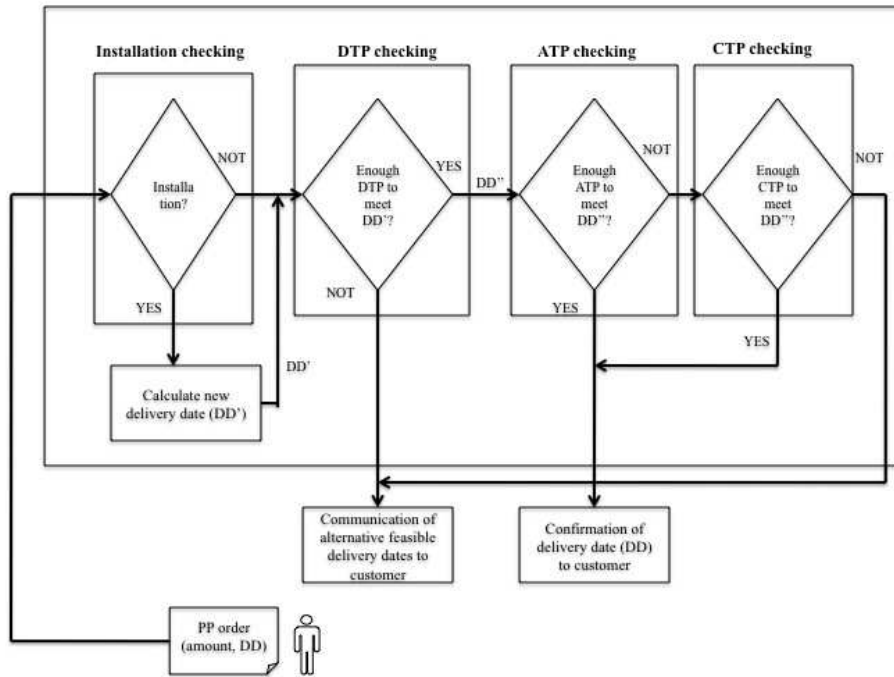 Installation checking
DTP checking
ATP checking
CTP checking
Installa
tion?
NOT
YES
Calculate new
delivery date (DD’)
DD’
Enough
DTP to
meet
DD’?
YES
NOT
DD’’
Enough
ATP to
meet
DD’’?
NOT
YES
Enough
CTP to
meet
DD’’?
NOT
YES
Communication of
alternative feasible
delivery dates to
customer
Confirmation of
delivery date (DD)
to customer
PP order
(amount, DD)